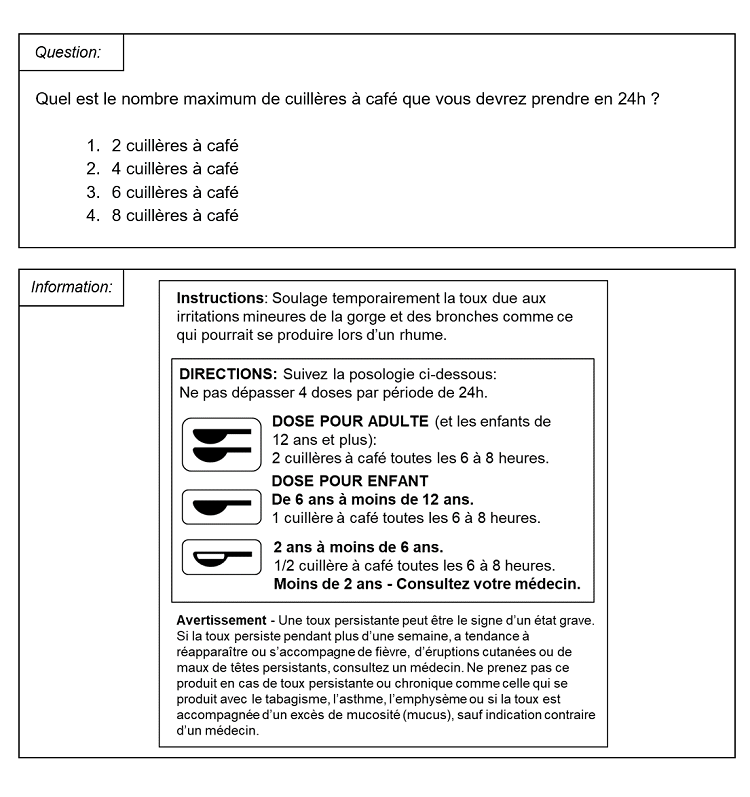 Question:
Quel est le nombre maximum de cuillères à café que vous devrez prendre en 24h ?
1. 2 cuillères à café
2. 4 cuillères à café
3. 6 cuillères à café
4. 8 cuillères à café
Information:
Instructions: Soulage temporairement la toux due aux
irritations mineures de la gorge et des bronches comme ce
qui pourrait se produire lors d'un rhume.
DIRECTIONS: Suivez la posologie ci-dessous:
Ne pas dépasser 4 doses par période de 24h.
DOSE POUR ADULTE (et les enfants de
12 ans et plus):
2 cuillères à café toutes les 6 à 8 heures.
DOSE POUR ENFANT
De 6 ans à moins de 12 ans.
1 cuillère à café toutes les 6 à 8 heures.
2 ans à moins de 6 ans.
1/2 cuillère à café toutes les 6 à 8 heures.
Moins de 2 ans - Consultez votre médecin.
Avertissement - Une toux persistante peut être le signe d'un état grave.
Si la toux persiste pendant plus d'une semaine, a tendance à
réapparaître ou s'accompagne de fièvre, d'éruptions cutanées ou de
maux de têtes persistants, consultez un médecin. Ne prenez pas ce
produit en cas de toux persistante ou chronique comme celle qui se
produit avec le tabagisme, l'asthme, l'emphysème ou si la toux est
accompagnée d'un excès de mucosité (mucus), sauf indication contraire
d'un médecin.